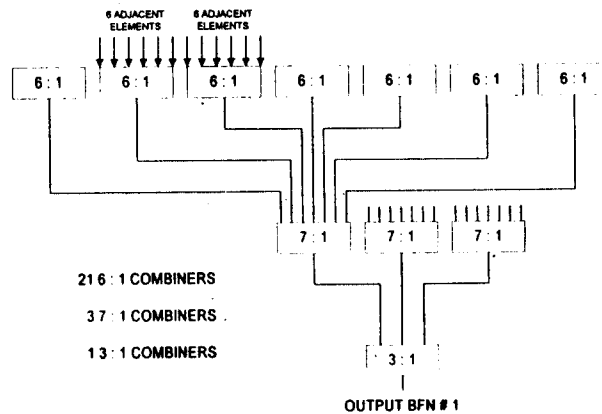 6 ADJACENT ELEMENTS
6 ADJACENT ELEMENTS
6 : 1
6 : 1
6 : 1
6 : 1
6 : 1
6 : 1
6 : 1
7 : 1
7 : 1
7 : 1
21 6 : 1 COMBINERS
3 7 : 1 COMBINERS
1 3 : 1 COMBINERS
3 : 1
OUTPUT BFN # 1